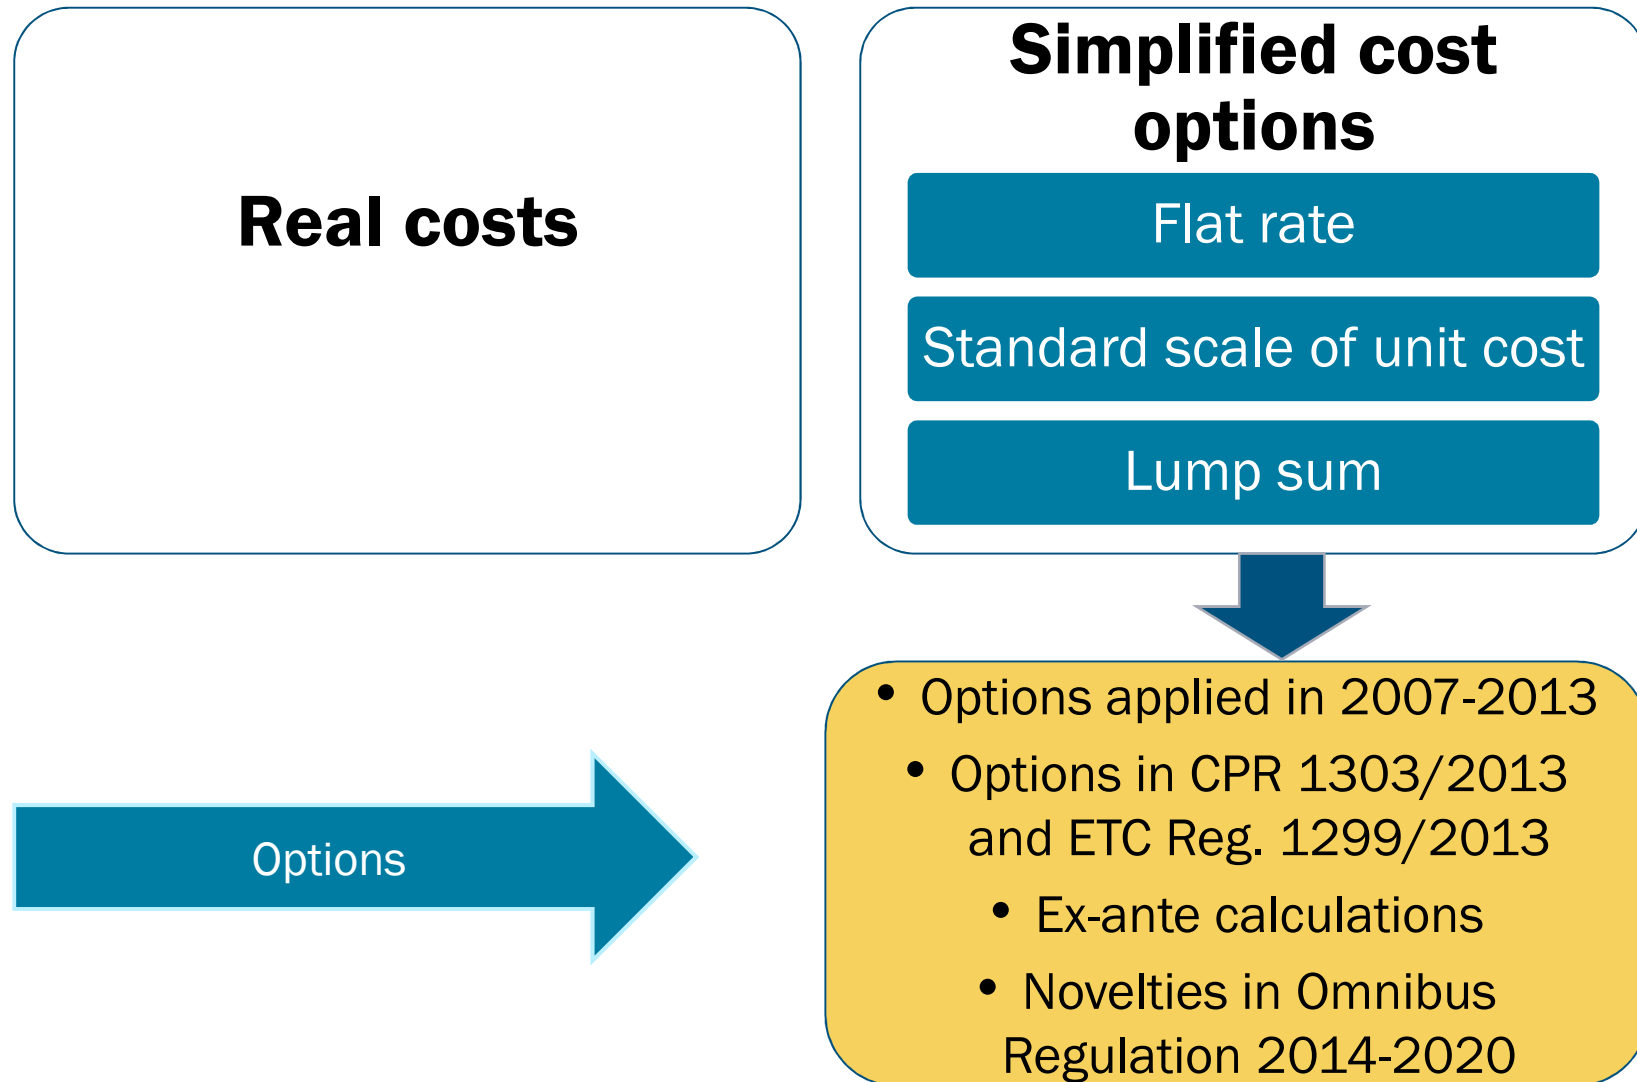 Real costs
Simplified cost
options
Flat rate
Standard scale of unit cost
Lump sum
Options
• Options applied in 2007-2013
• Options in CPR 1303/2013
and ETC Reg. 1299/2013
• Ex-ante calculations
• Novelties in Omnibus
Regulation 2014-2020